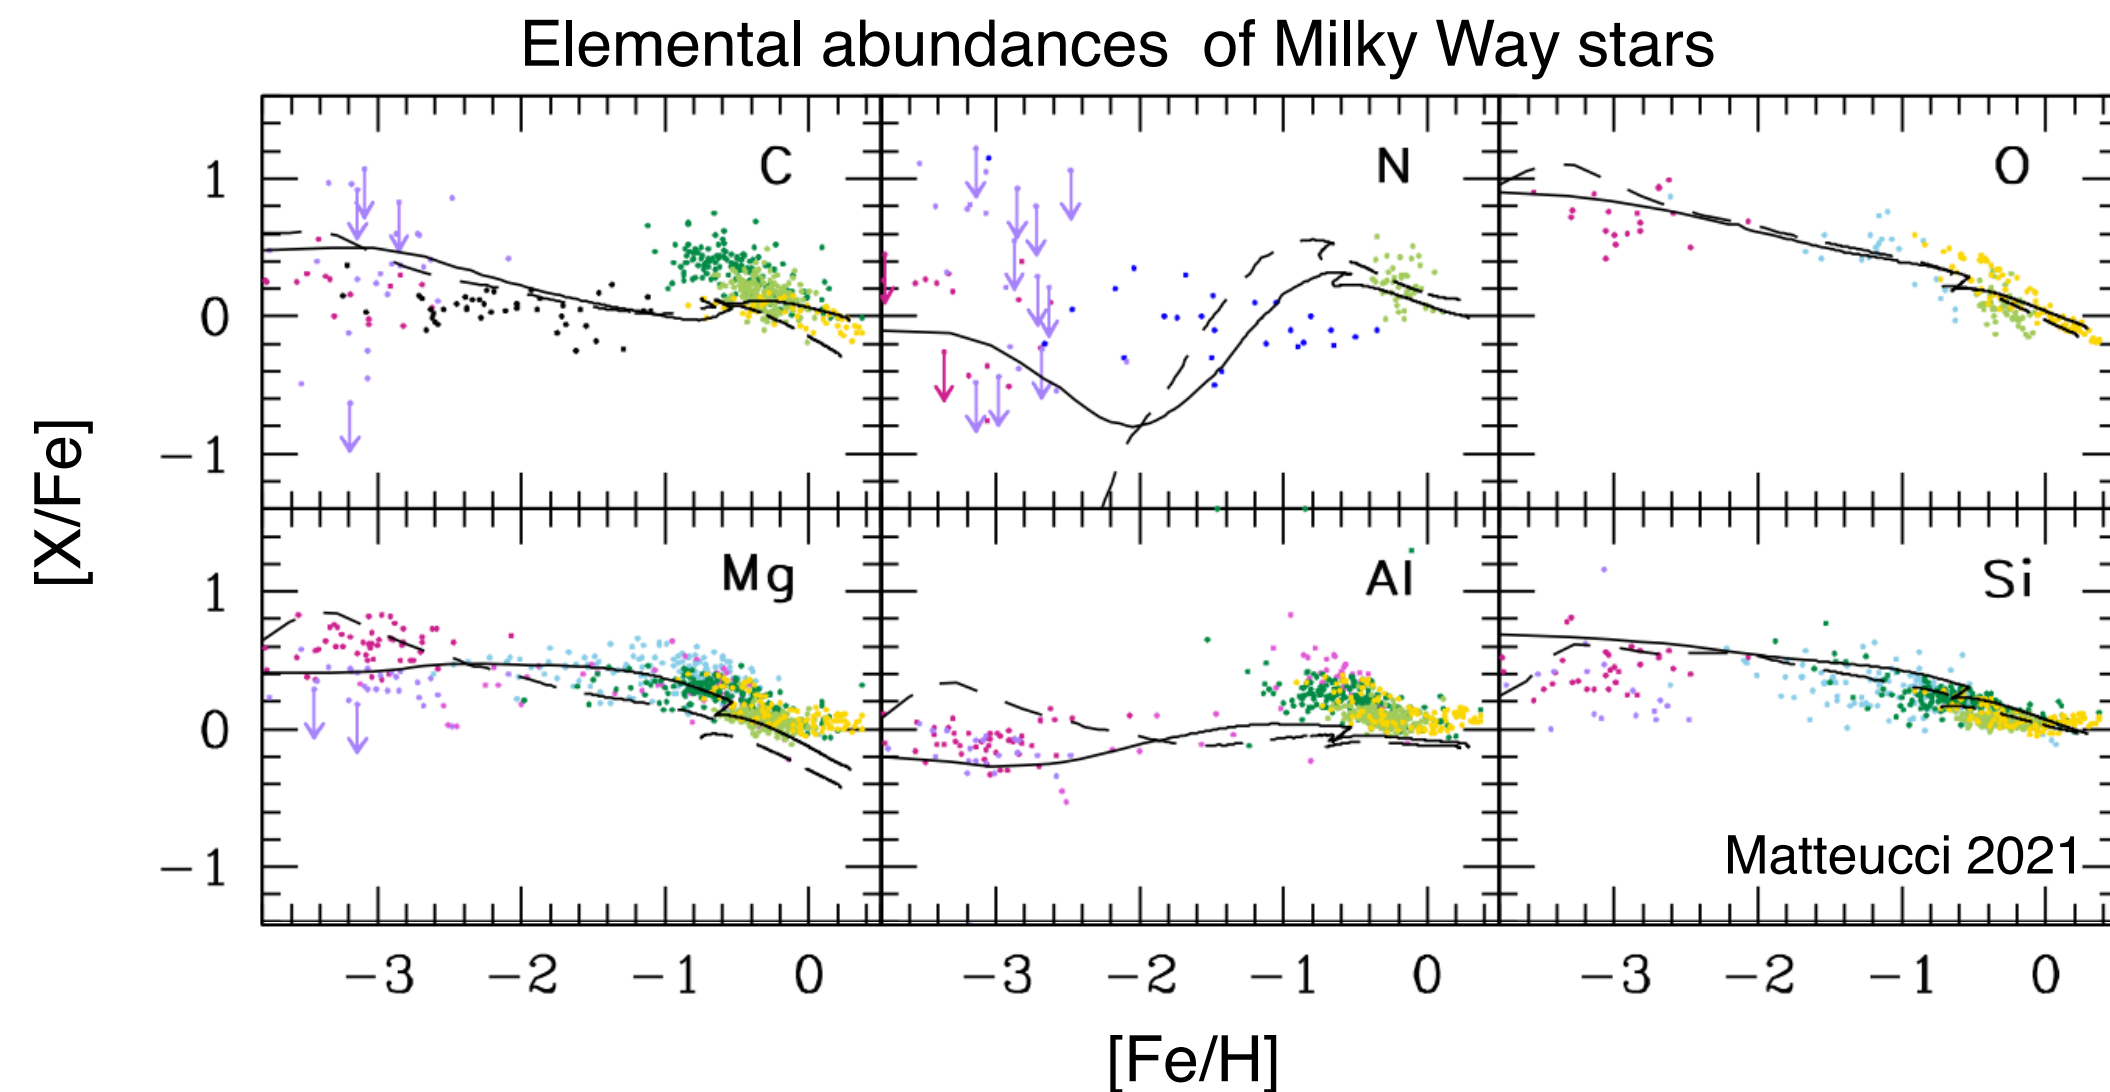 Elemental abundances of Milky Way stars
C
N
O
1
0
−1
Mg
Al
Si
1
0
−1
Matteucci 2021
[X/Fe]
−3 −2 −1 0 −3 −2 −1 0 −3 −2 −1 0
[Fe/H]